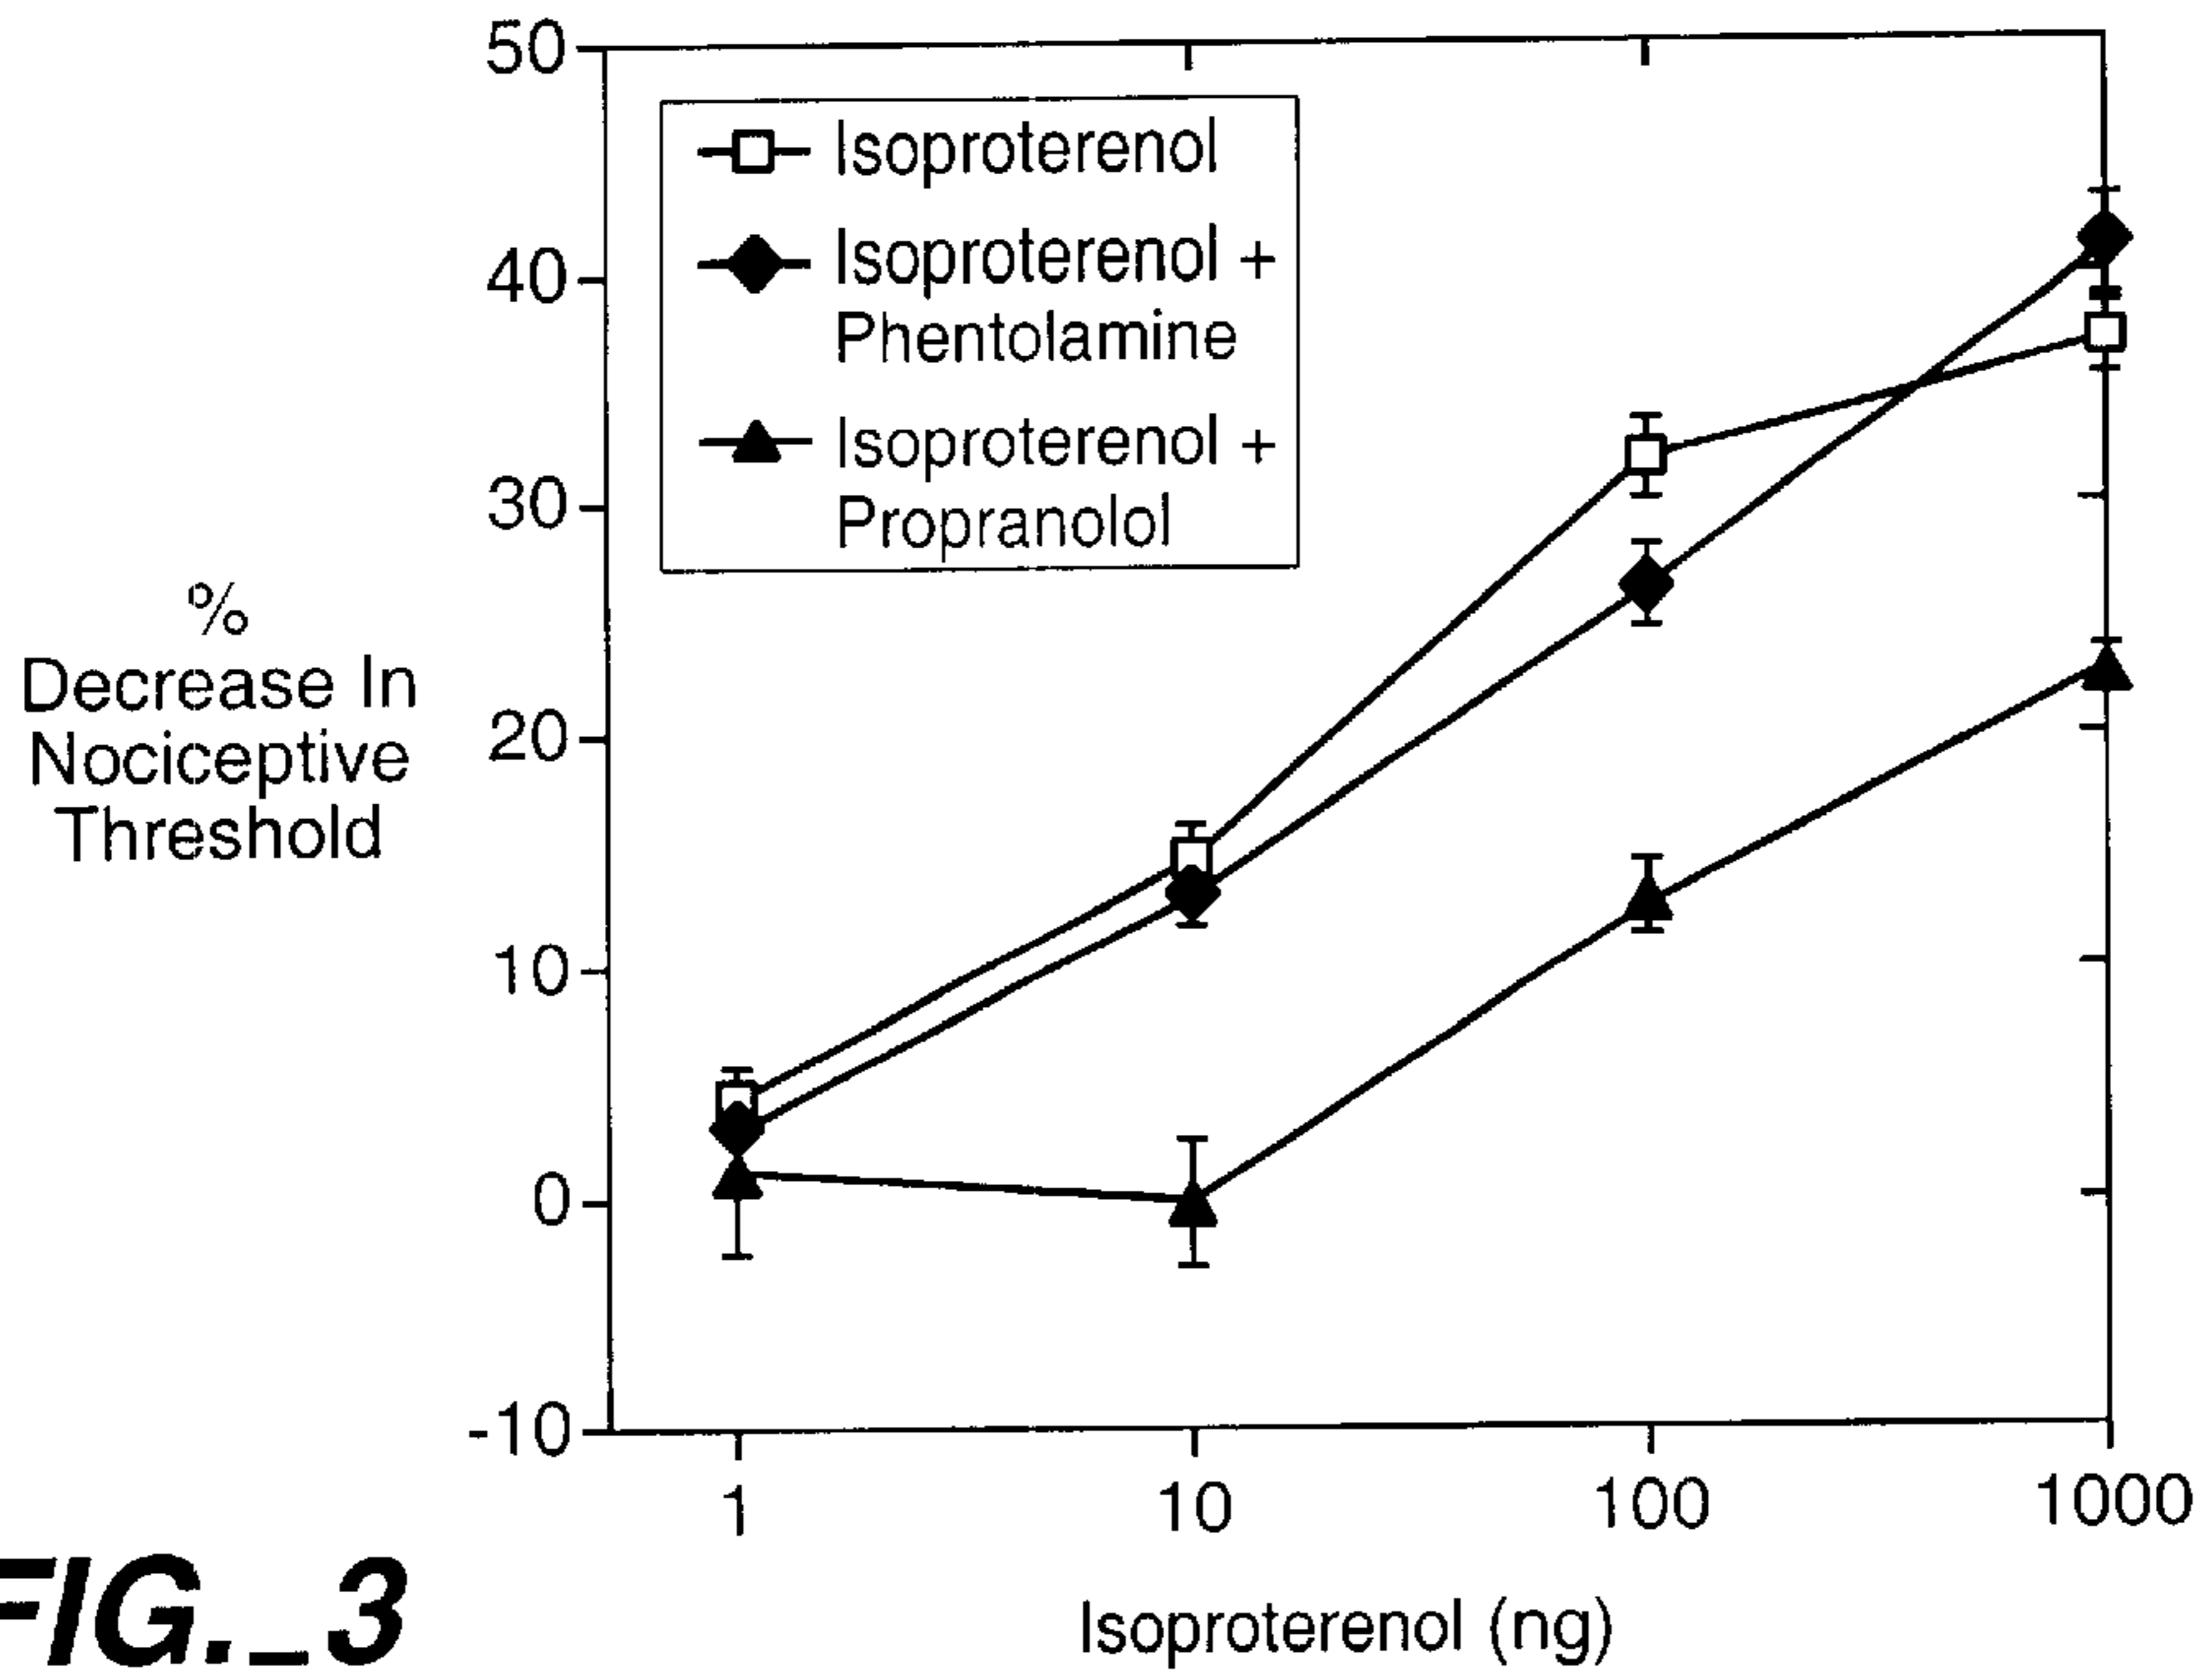 50
40
30
20
10
0
-10
Isoproterenol
Isoproterenol +
Phentolamine
Isoproterenol +
Propranolol
%
Decrease In
Nociceptive
Threshold
1
10
100
1000
Isoproterenol (ng)
FIG._3